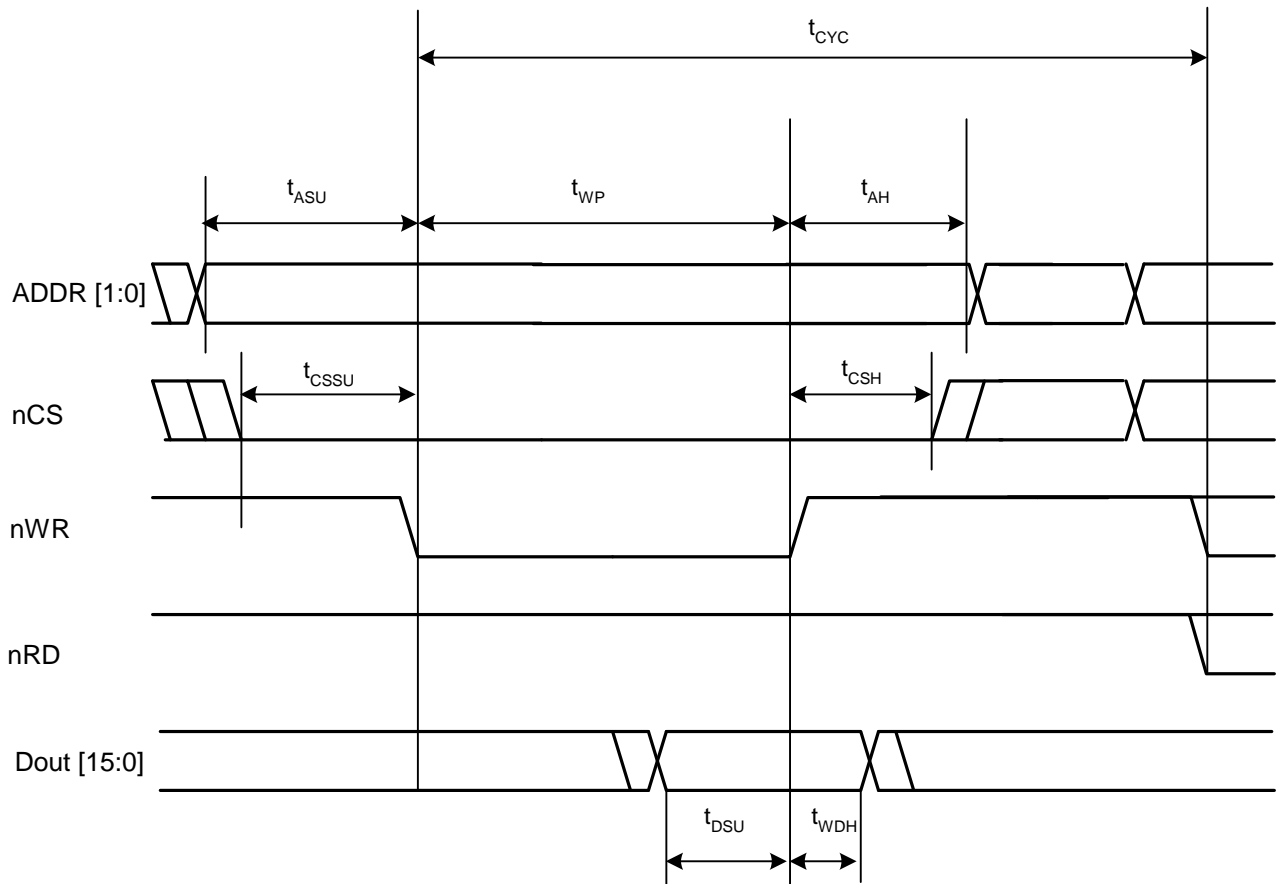 tCYC
tASU
tWP
tAH
ADDR [1:0]
tCSSU
tCSH
nCS
nWR
nRD
Dout [15:0]
tDSU
tWDH